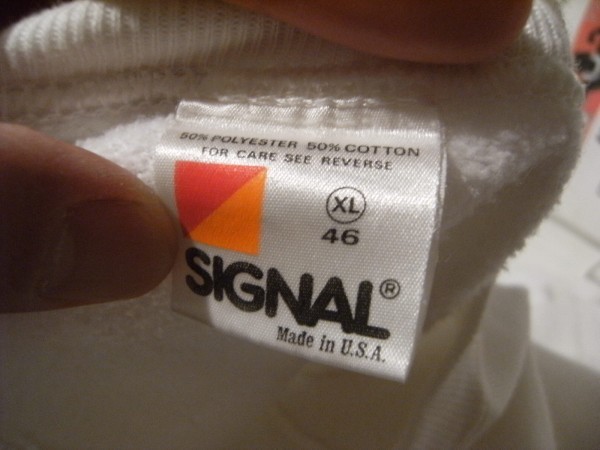 50% POLYESTER 50% COTTON
FOR CARE SEE REVERSE
XL
46
SIGNAL®
Made in U.S.A.